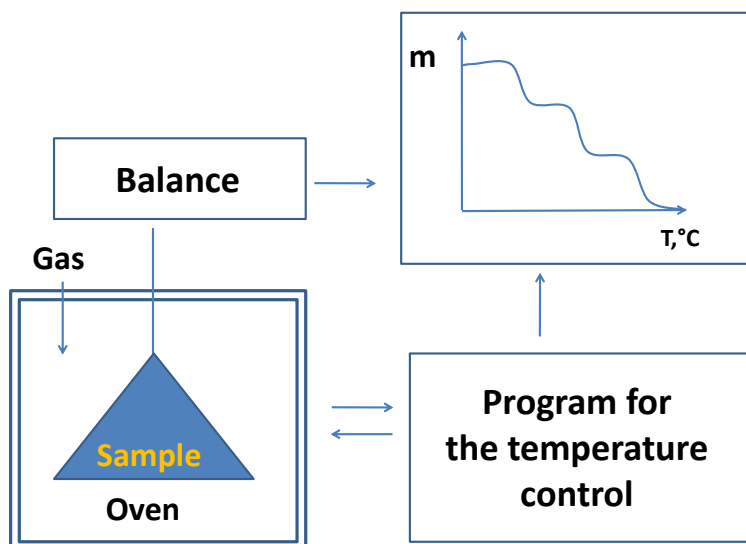 m
T,°C
Balance
Gas
Sample
Oven
Program for
the temperature
control